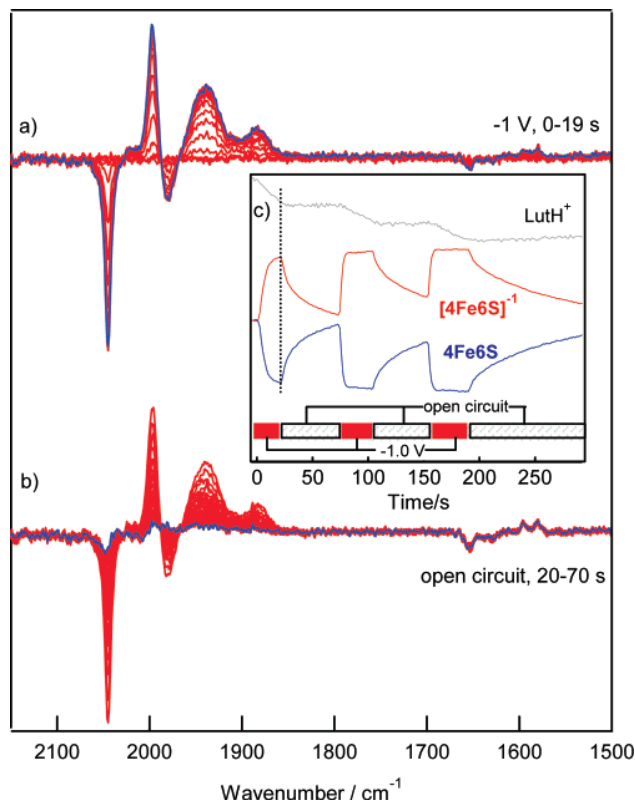 a)
-1 V, 0-19 s
c)
LutH+
[4Fe6S]-1
4Fe6S
open circuit
-1.0 V
0 50 100 150 200 250
Time/s
b)
open circuit, 20-70 s
2100 2000 1900 1800 1700 1600 1500
Wavenumber / cm-1